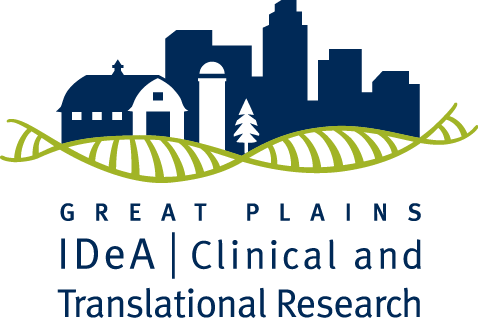 GREAT PLAINS
IDeA | Clinical and
Translational Research